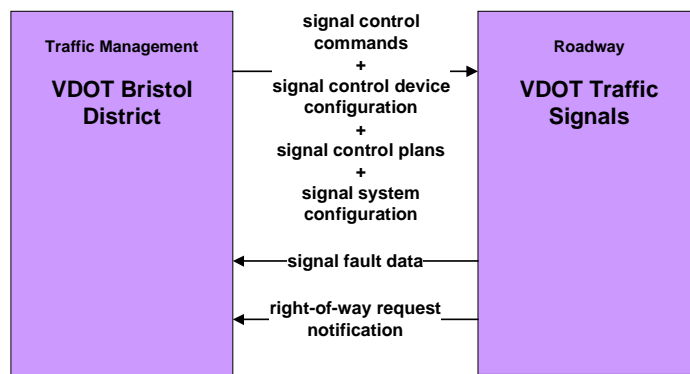 Traffic Management
VDOT Bristol
District
signal control
commands
+
signal control device
configuration
+
signal control plans
+
signal system
configuration
signal fault data
right-of-way request
notification
Roadway
VDOT Traffic
Signals